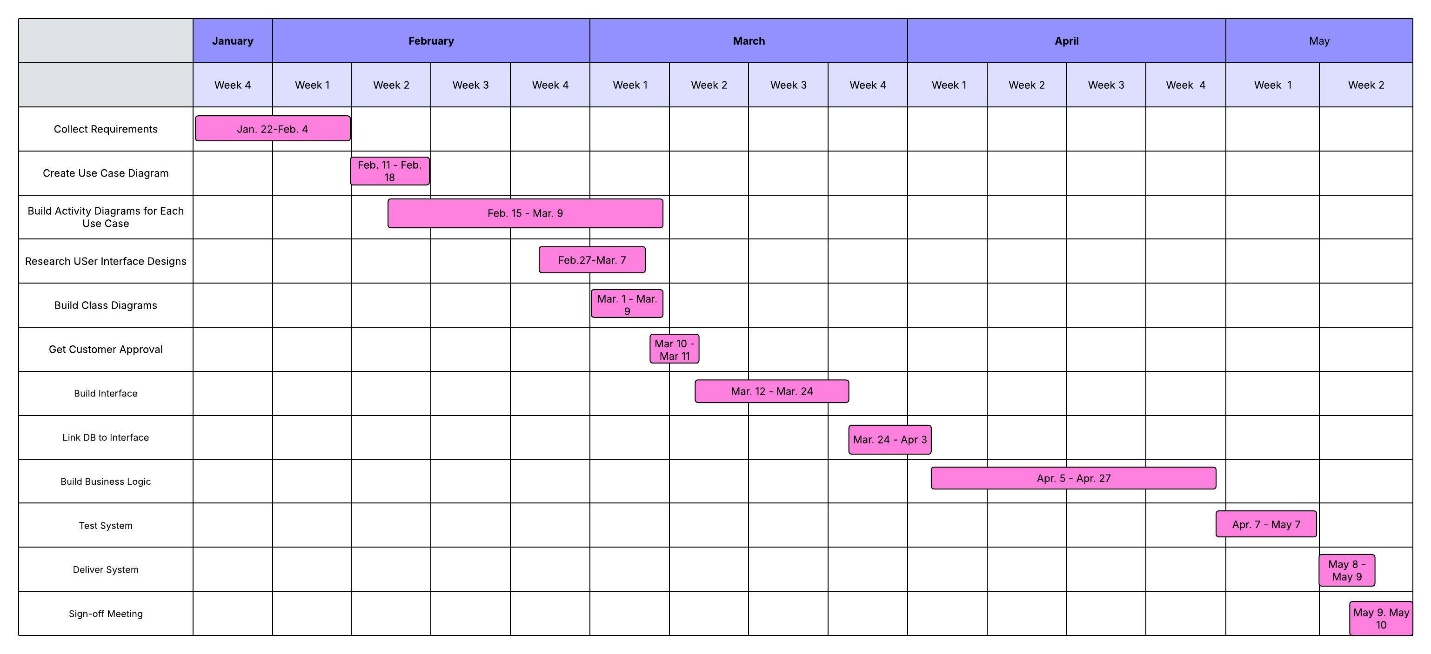 January February March April May
Week 4 Week 1 Week 2 Week 3 Week 4 Week 1 Week 2 Week 3 Week 4 Week 1 Week 2 Week 3 Week 4 Week 1 Week 2
Collect Requirements
Jan. 22-Feb. 4
Create Use Case Diagram
Feb. 11 - Feb.
18
Build Activity Diagrams for Each
Use Case
Feb. 15 - Mar. 9
Research USer Interface Designs
Feb.27-Mar. 7
Build Class Diagrams
Mar. 1 - Mar.
9
Get Customer Approval
Mar 10 -
Mar 11
Build Interface
Mar. 12 - Mar. 24
Link DB to Interface
Mar. 24 - Apr 3
Build Business Logic
Apr. 5 - Apr. 27
Test System
Apr. 7 - May 7
Deliver System
May 8 -
May 9
Sign-off Meeting
May 9. May
10